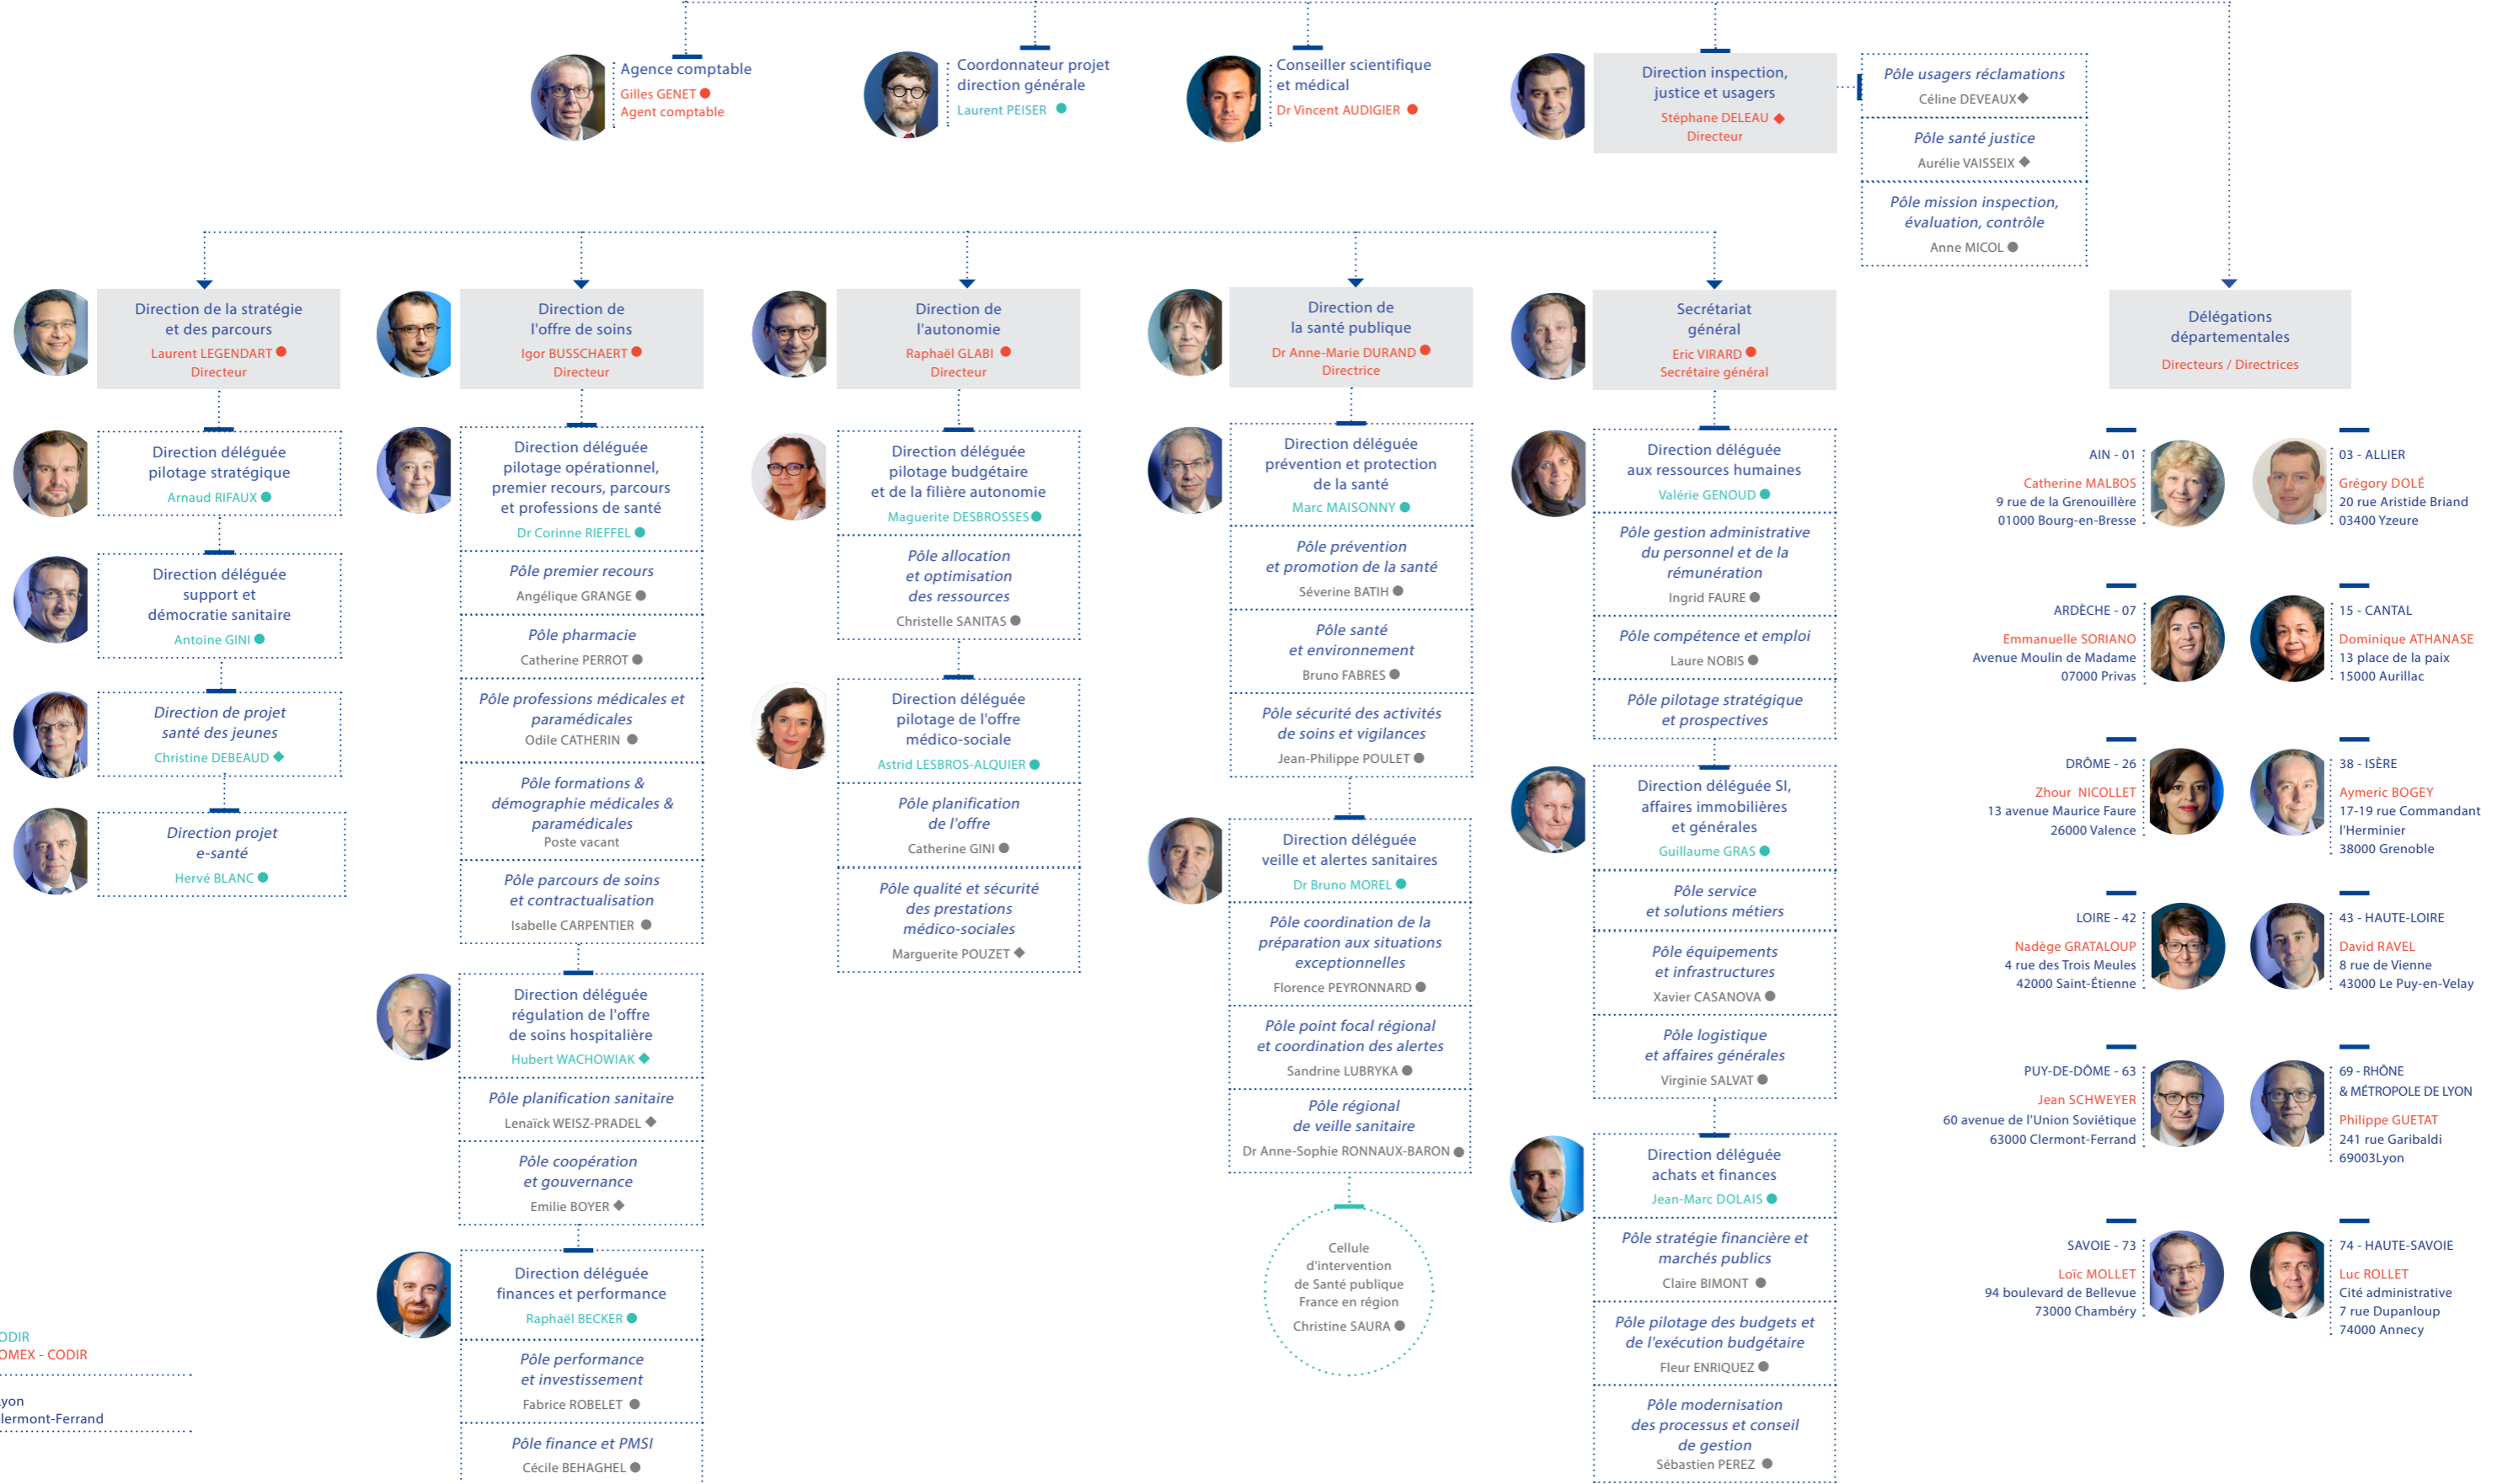 Agence comptable
Gilles GENET
Agent comptable
Coordonnateur projet
direction générale
Laurent PEISER
Conseiller scientifique
et médical
Dr Vincent AUDIGIER
Direction inspection,
justice et usagers
Stéphane DELEAU
Directeur
Pôle usagers réclamations
Céline DEVEAUX
Pôle santé justice
Aurélie VAISSEIX
Pôle mission inspection,
évaluation, contrôle
Anne MICOL
Direction de la stratégie
et des parcours
Laurent LEGENDART
Directeur
Direction déléguée
pilotage stratégique
Arnaud RIFAUX
Direction déléguée
support et
démocratie sanitaire
Antoine GINI
Direction de projet
santé des jeunes
Christine DEBEAUD
Direction projet
e-santé
Hervé BLANC
Direction de
l'offre de soins
Igor BUSSCHAERT
Directeur
Direction déléguée
pilotage opérationnel,
premier recours, parcours
et professions de santé
Dr Corinne RIEFFEL
Pôle premier recours
Angélique GRANGE
Pôle pharmacie
Catherine PERROT
Pôle professions médicales et
paramédicales
Odile CATHERIN
Pôle formations &
démographie médicales &
paramédicales
Poste vacant
Pôle parcours de soins
et contractualisation
Isabelle CARPENTIER
Direction déléguée
régulation de l'offre
de soins hospitalière
Hubert WACHOWIAK
Pôle planification sanitaire
Lenaïck WEISZ-PRADEL
Pôle coopération
et gouvernance
Emilie BOYER
Direction déléguée
finances et performance
Raphaël BECKER
Pôle performance
et investissement
Fabrice ROBELET
Pôle finance et PMSI
Cécile BEHAGHEL
Direction de
l'autonomie
Raphaël GLABI
Directeur
Direction déléguée
pilotage budgétaire
et de la filière autonomie
Maguerite DESBROSSES
Pôle allocation
et optimisation
des ressources
Christelle SANITAS
Direction déléguée
pilotage de l'offre
médico-sociale
Astrid LESBROS-ALQUIER
Pôle planification
de l'offre
Catherine GINI
Pôle qualité et sécurité
des prestations
médico-sociales
Marguerite POUZET
Direction de
la santé publique
Dr Anne-Marie DURAND
Directrice
Direction déléguée
prévention et protection
de la santé
Marc MAISONNY
Pôle prévention
et promotion de la santé
Séverine BATIH
Pôle santé
et environnement
Bruno FABRES
Pôle sécurité des activités
de soins et vigilances
Jean-Philippe POULET
Direction déléguée
veille et alertes sanitaires
Dr Bruno MOREL
Pôle coordination de la
préparation aux situations
exceptionnelles
Florence PEYRONNARD
Pôle point focal régional
et coordination des alertes
Sandrine LUBRYKA
Pôle régional
de veille sanitaire
Dr Anne-Sophie RONNAUX-BARON
Cellule
d'intervention
de Santé publique
France en région
Christine SAURA
Secrétariat
général
Eric VIRARD
Secrétaire général
Direction déléguée
aux ressources humaines
Valérie GENOUD
Pôle gestion administrative
du personnel et de la
rémunération
Ingrid FAURE
Pôle compétence et emploi
Laure NOBIS
Pôle pilotage stratégique
et prospectives
Direction déléguée SI,
affaires immobilières
et générales
Guillaume GRAS
Pôle service
et solutions métiers
Pôle équipements
et infrastructures
Xavier CASANOVA
Pôle logistique
et affaires générales
Virginie SALVAT
Direction déléguée
achats et finances
Jean-Marc DOLAIS
Pôle stratégie financière et
marchés publics
Claire BIMONT
Pôle pilotage des budgets et
de l'exécution budgétaire
Fleur ENRIQUEZ
Pôle modernisation
des processus et conseil
de gestion
Sébastien PEREZ
Délégations
départementales
Directeurs / Directrices
AIN - 01
Catherine MALBOS
9 rue de la Grenouillère
01000 Bourg-en-Bresse
03 - ALLIER
Grégory DOLÉ
20 rue Aristide Briand
03400 Yzeure
ARDÈCHE - 07
Emmanuelle SORIANO
Avenue Moulin de Madame
07000 Privas
15 - CANTAL
Dominique ATHANASE
13 place de la paix
15000 Aurillac
DRÔME - 26
Zhour NICOLLET
13 avenue Maurice Faure
26000 Valence
38 - ISÈRE
Aymeric BOGEY
17-19 rue Commandant
l'Herminier
38000 Grenoble
LOIRE - 42
Nadège GRATALOUP
4 rue des Trois Meules
42000 Saint-Étienne
43 - HAUTE-LOIRE
David RAVEL
8 rue de Vienne
43000 Le Puy-en-Velay
PUY-DE-DÔME - 63
Jean SCHWEYER
60 avenue de l'Union Soviétique
63000 Clermont-Ferrand
69 - RHÔNE
& MÉTROPOLE DE LYON
Philippe GUETAT
241 rue Garibaldi
69003Lyon
SAVOIE - 73
Loïc MOLLET
94 boulevard de Bellevue
73000 Chambéry
74 - HAUTE-SAVOIE
Luc ROLLET
Cité administrative
7 rue Dupanloup
74000 Annecy
ODIR
OMEX - CODIR
yon
lermont-Ferrand